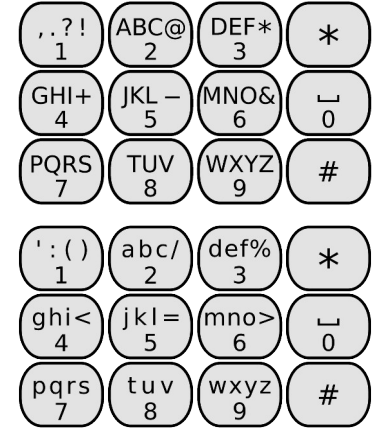 ,.?! ABC@ DEF* *
1 2 3
GHI+ JKL– MNO& ⎵
4 5 6 0
PQRS TUV WXYZ #
7 8 9
':() abc/ def% *
1 2 3
ghi< jkl= mno> ⎵
4 5 6 0
pqrs tuv wxyz #
7 8 9